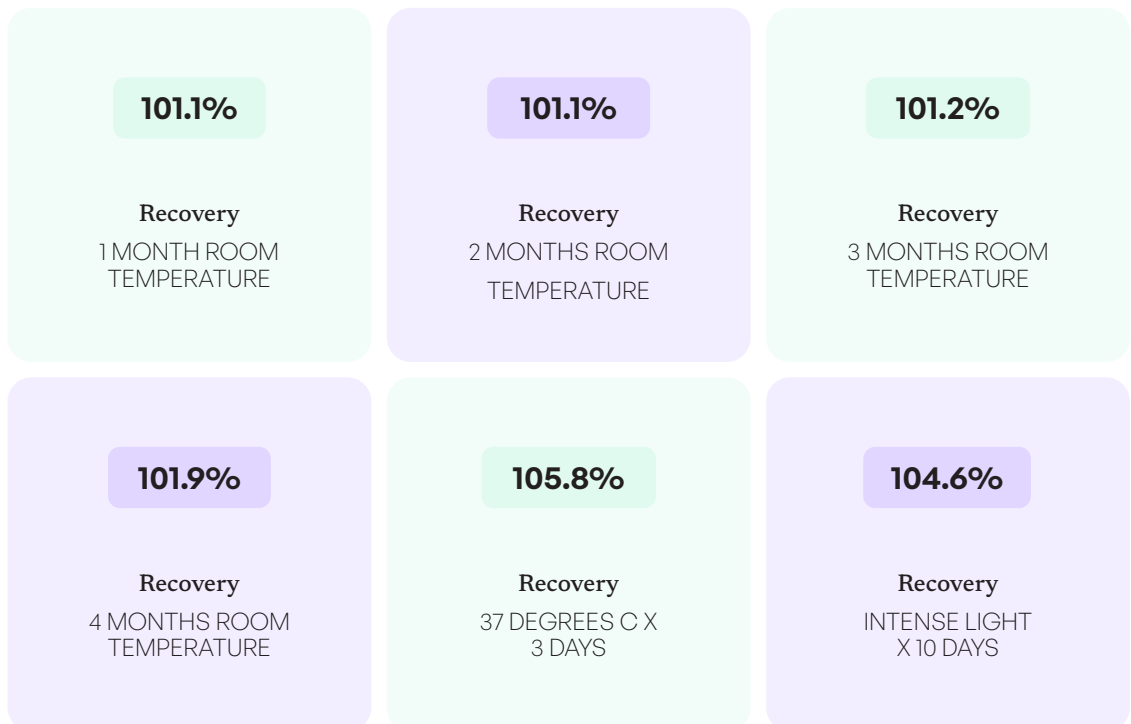 101.1%
Recovery
1 MONTH ROOM
TEMPERATURE
101.1%
Recovery
2 MONTHS ROOM
TEMPERATURE
101.2%
Recovery
3 MONTHS ROOM
TEMPERATURE
101.9%
Recovery
4 MONTHS ROOM
TEMPERATURE
105.8%
Recovery
37 DEGREES C X
3 DAYS
104.6%
Recovery
INTENSE LIGHT
X 10 DAYS